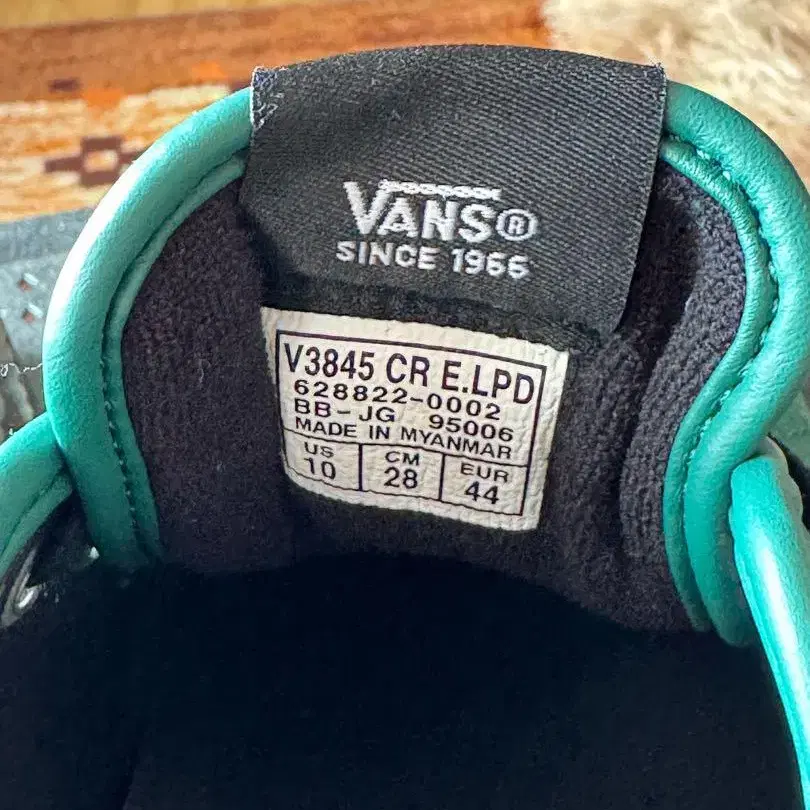 VANS®
SINCE 1966
V3845 CR E.LPD
628822-0002
BB-JG 95006
MADE IN MYANMAR
US CM EUR
10 28 44